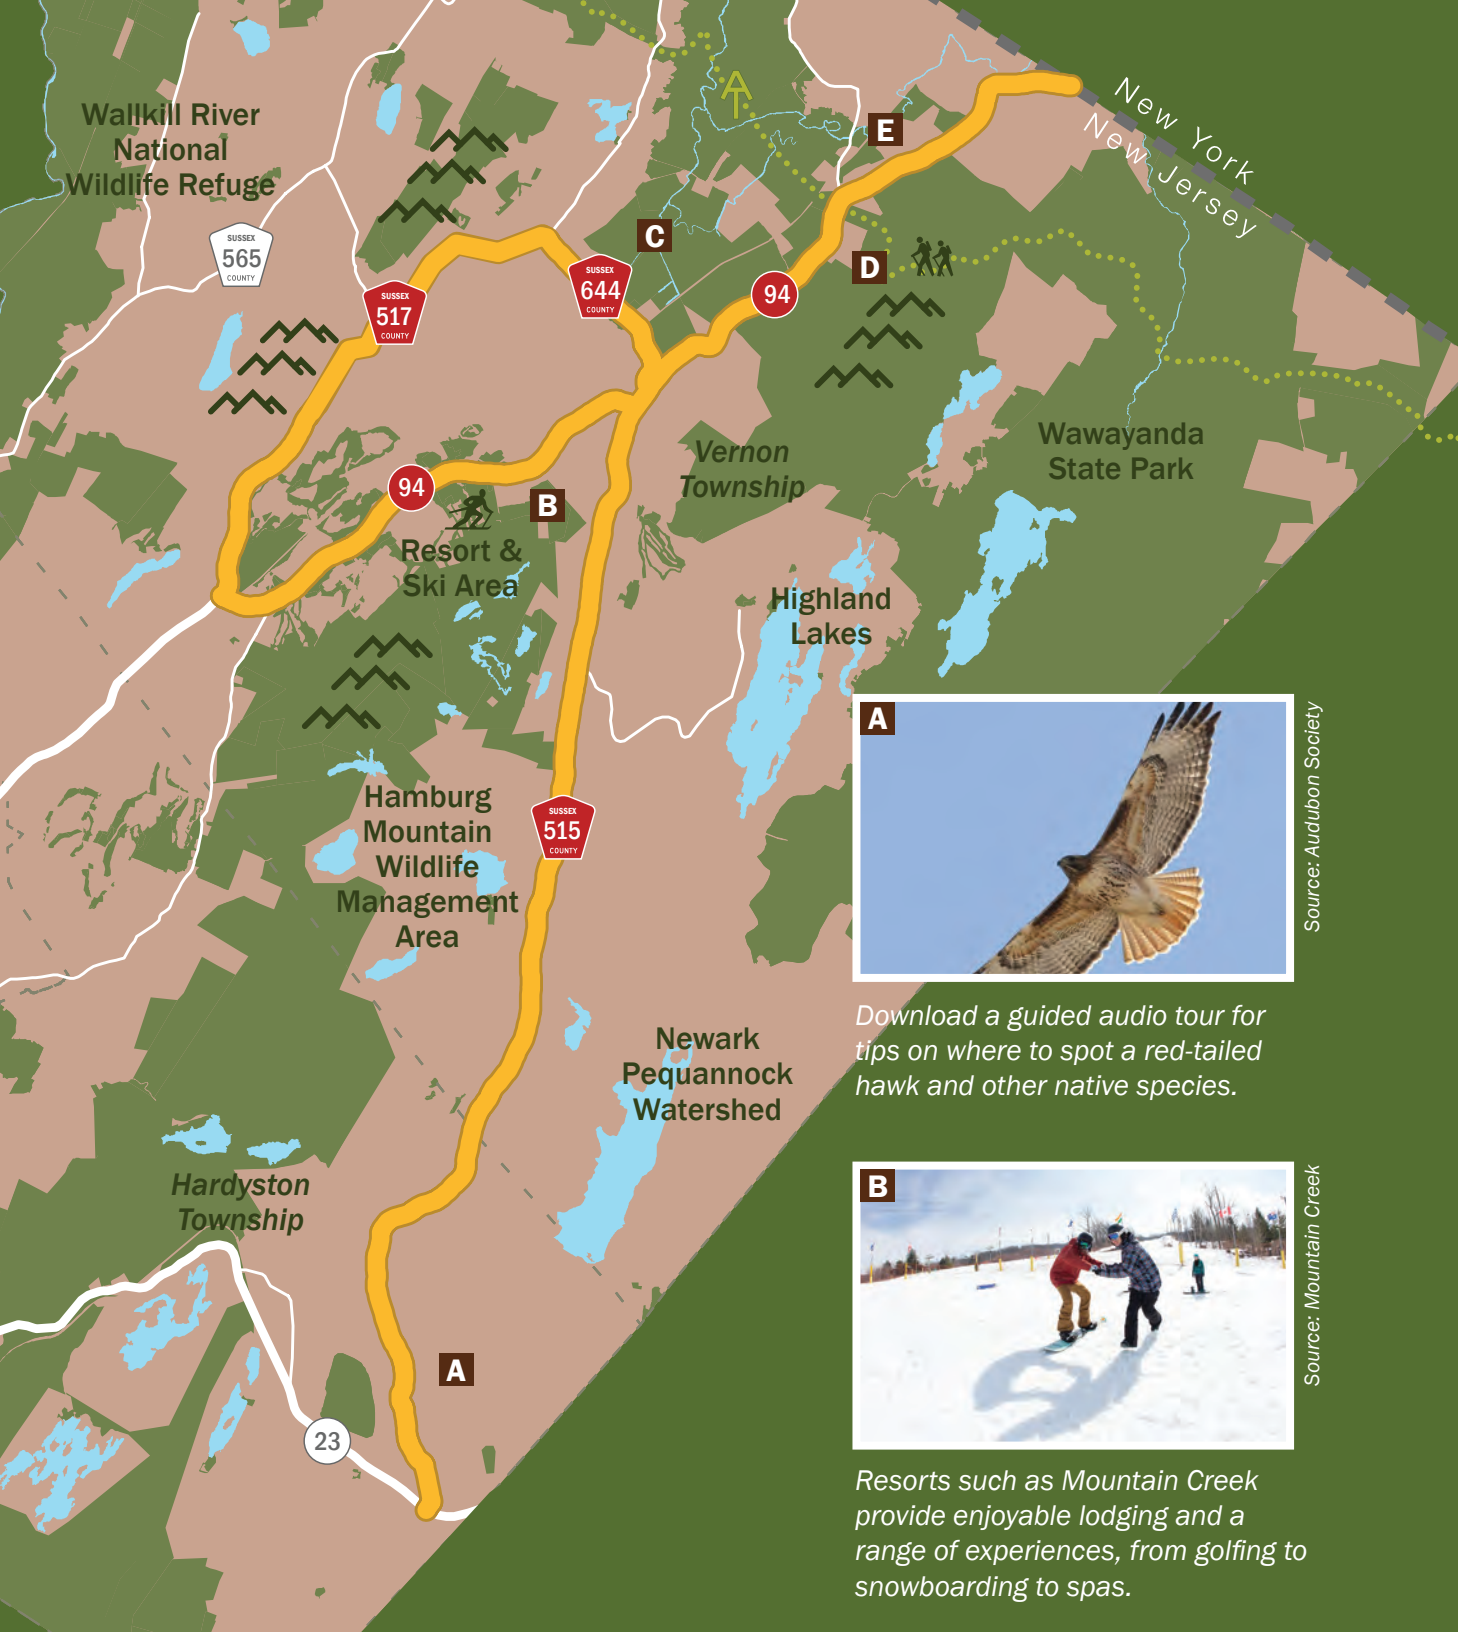 Wallkill River
National
Wildlife Refuge
SUSSEX
565
COUNTY
SUSSEX
517
COUNTY
SUSSEX
644
COUNTY
C
E
D
94
New York
New Jersey
Vernon
Township
Wawayanda
State Park
94
B
Resort &
Ski Area
Highland
Lakes
Hamburg
Mountain
Wildlife
Management
Area
SUSSEX
515
COUNTY
Newark
Pequannock
Watershed
Hardyston
Township
A
23
A
Source: Audubon Society
Download a guided audio tour for
tips on where to spot a red-tailed
hawk and other native species.
B
Source: Mountain Creek
Resorts such as Mountain Creek
provide enjoyable lodging and a
range of experiences, from golfing to
snowboarding to spas.